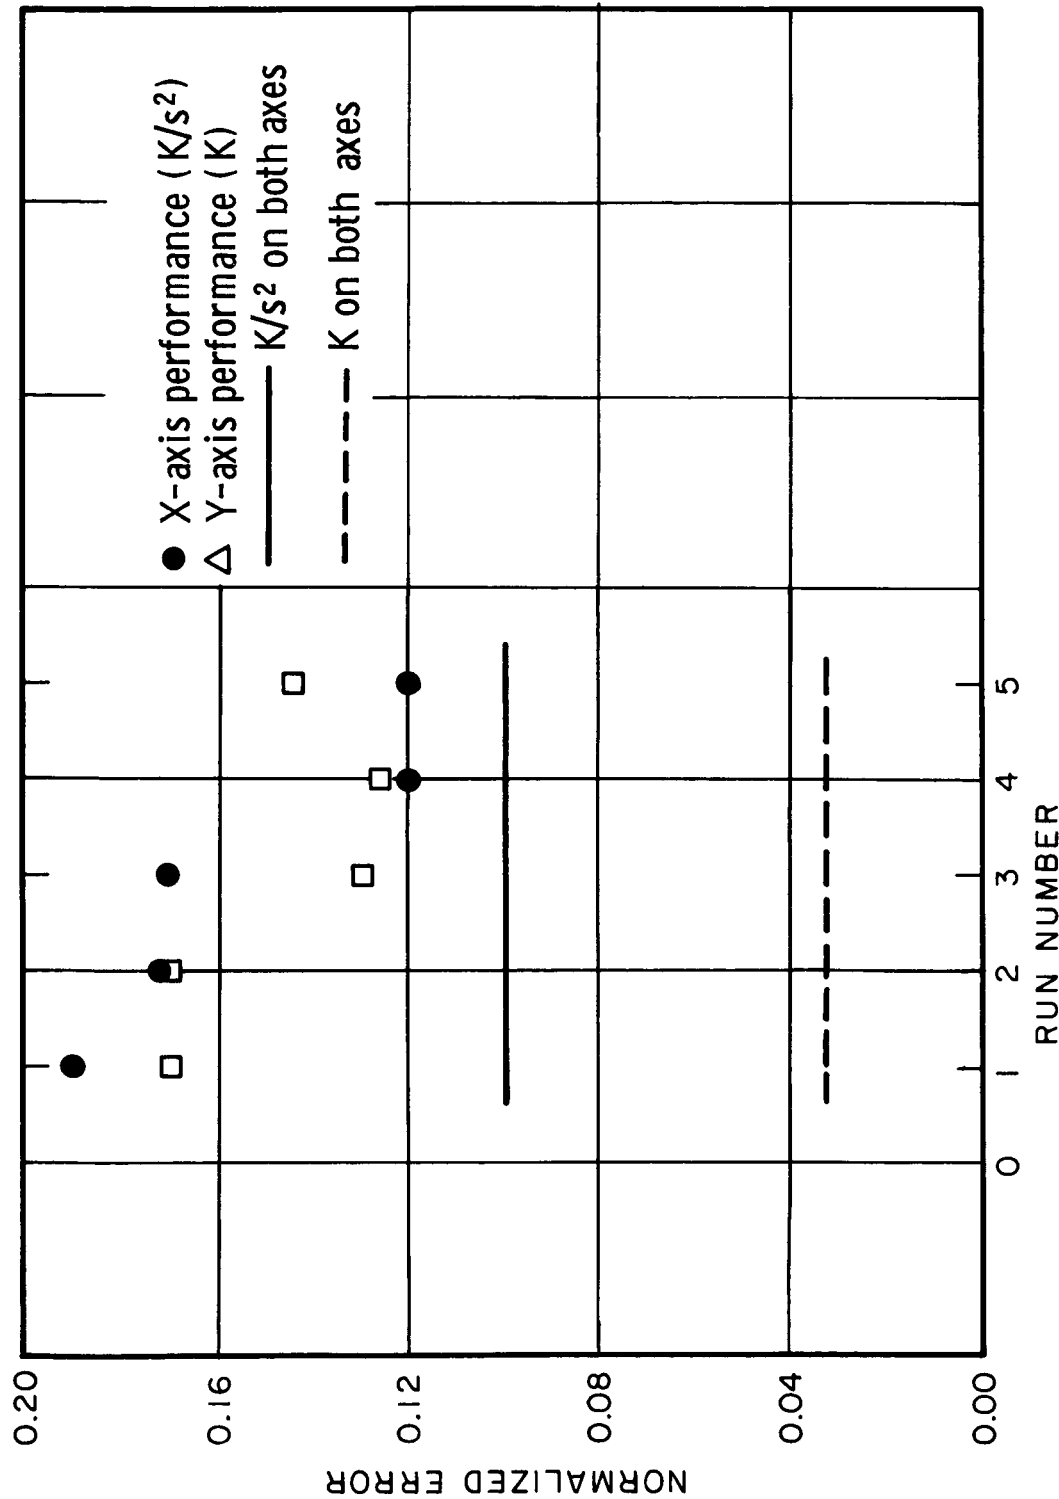 NORMALIZED ERROR
0.20
0.16
0.12
0.08
0.04
0.00
X-axis performance (K/s²)
Y-axis performance (K)
K/s² on both axes
K on both axes
0 1 2 3 4 5
RUN NUMBER